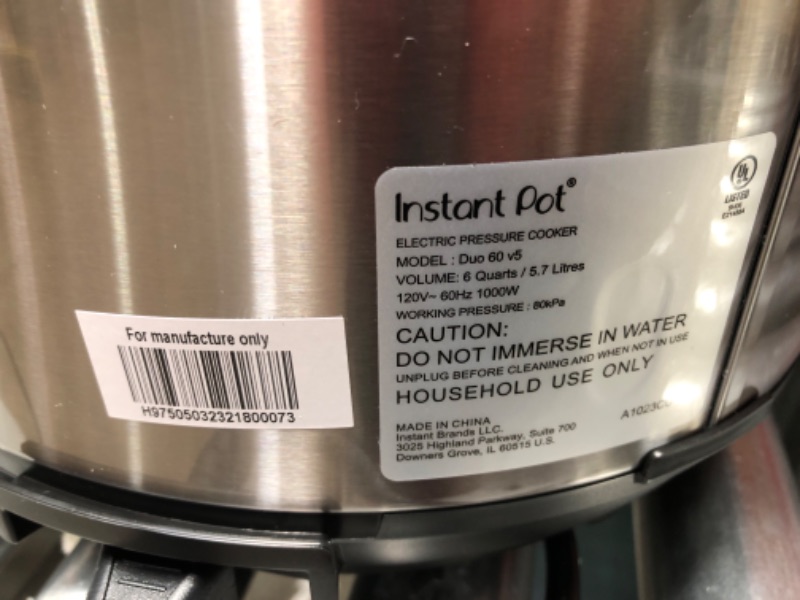 Instant Pot®
ELECTRIC PRESSURE COOKER
MODEL : Duo 60 v5
VOLUME: 6 Quarts / 5.7 Litres
120V~ 60Hz 1000W
WORKING PRESSURE : 80kPa
CAUTION:
DO NOT IMMERSE IN WATER
UNPLUG BEFORE CLEANING AND WHEN NOT IN USE
HOUSEHOLD USE ONLY
MADE IN CHINA
Instant Brands LLC.
3025 Highland Parkway, Suite 700
Downers Grove, IL 60515 U.S.
UL
LISTED
For manufacture only
H97505032321800073